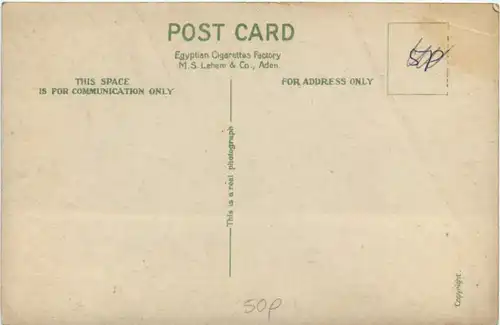 POST CARD
Egyptian Cigarettes Factory
M. S. Lehem & Co., Aden.
THIS SPACE
IS FOR COMMUNICATION ONLY
FOR ADDRESS ONLY
This is a real photograph
Copyright
50p
50p